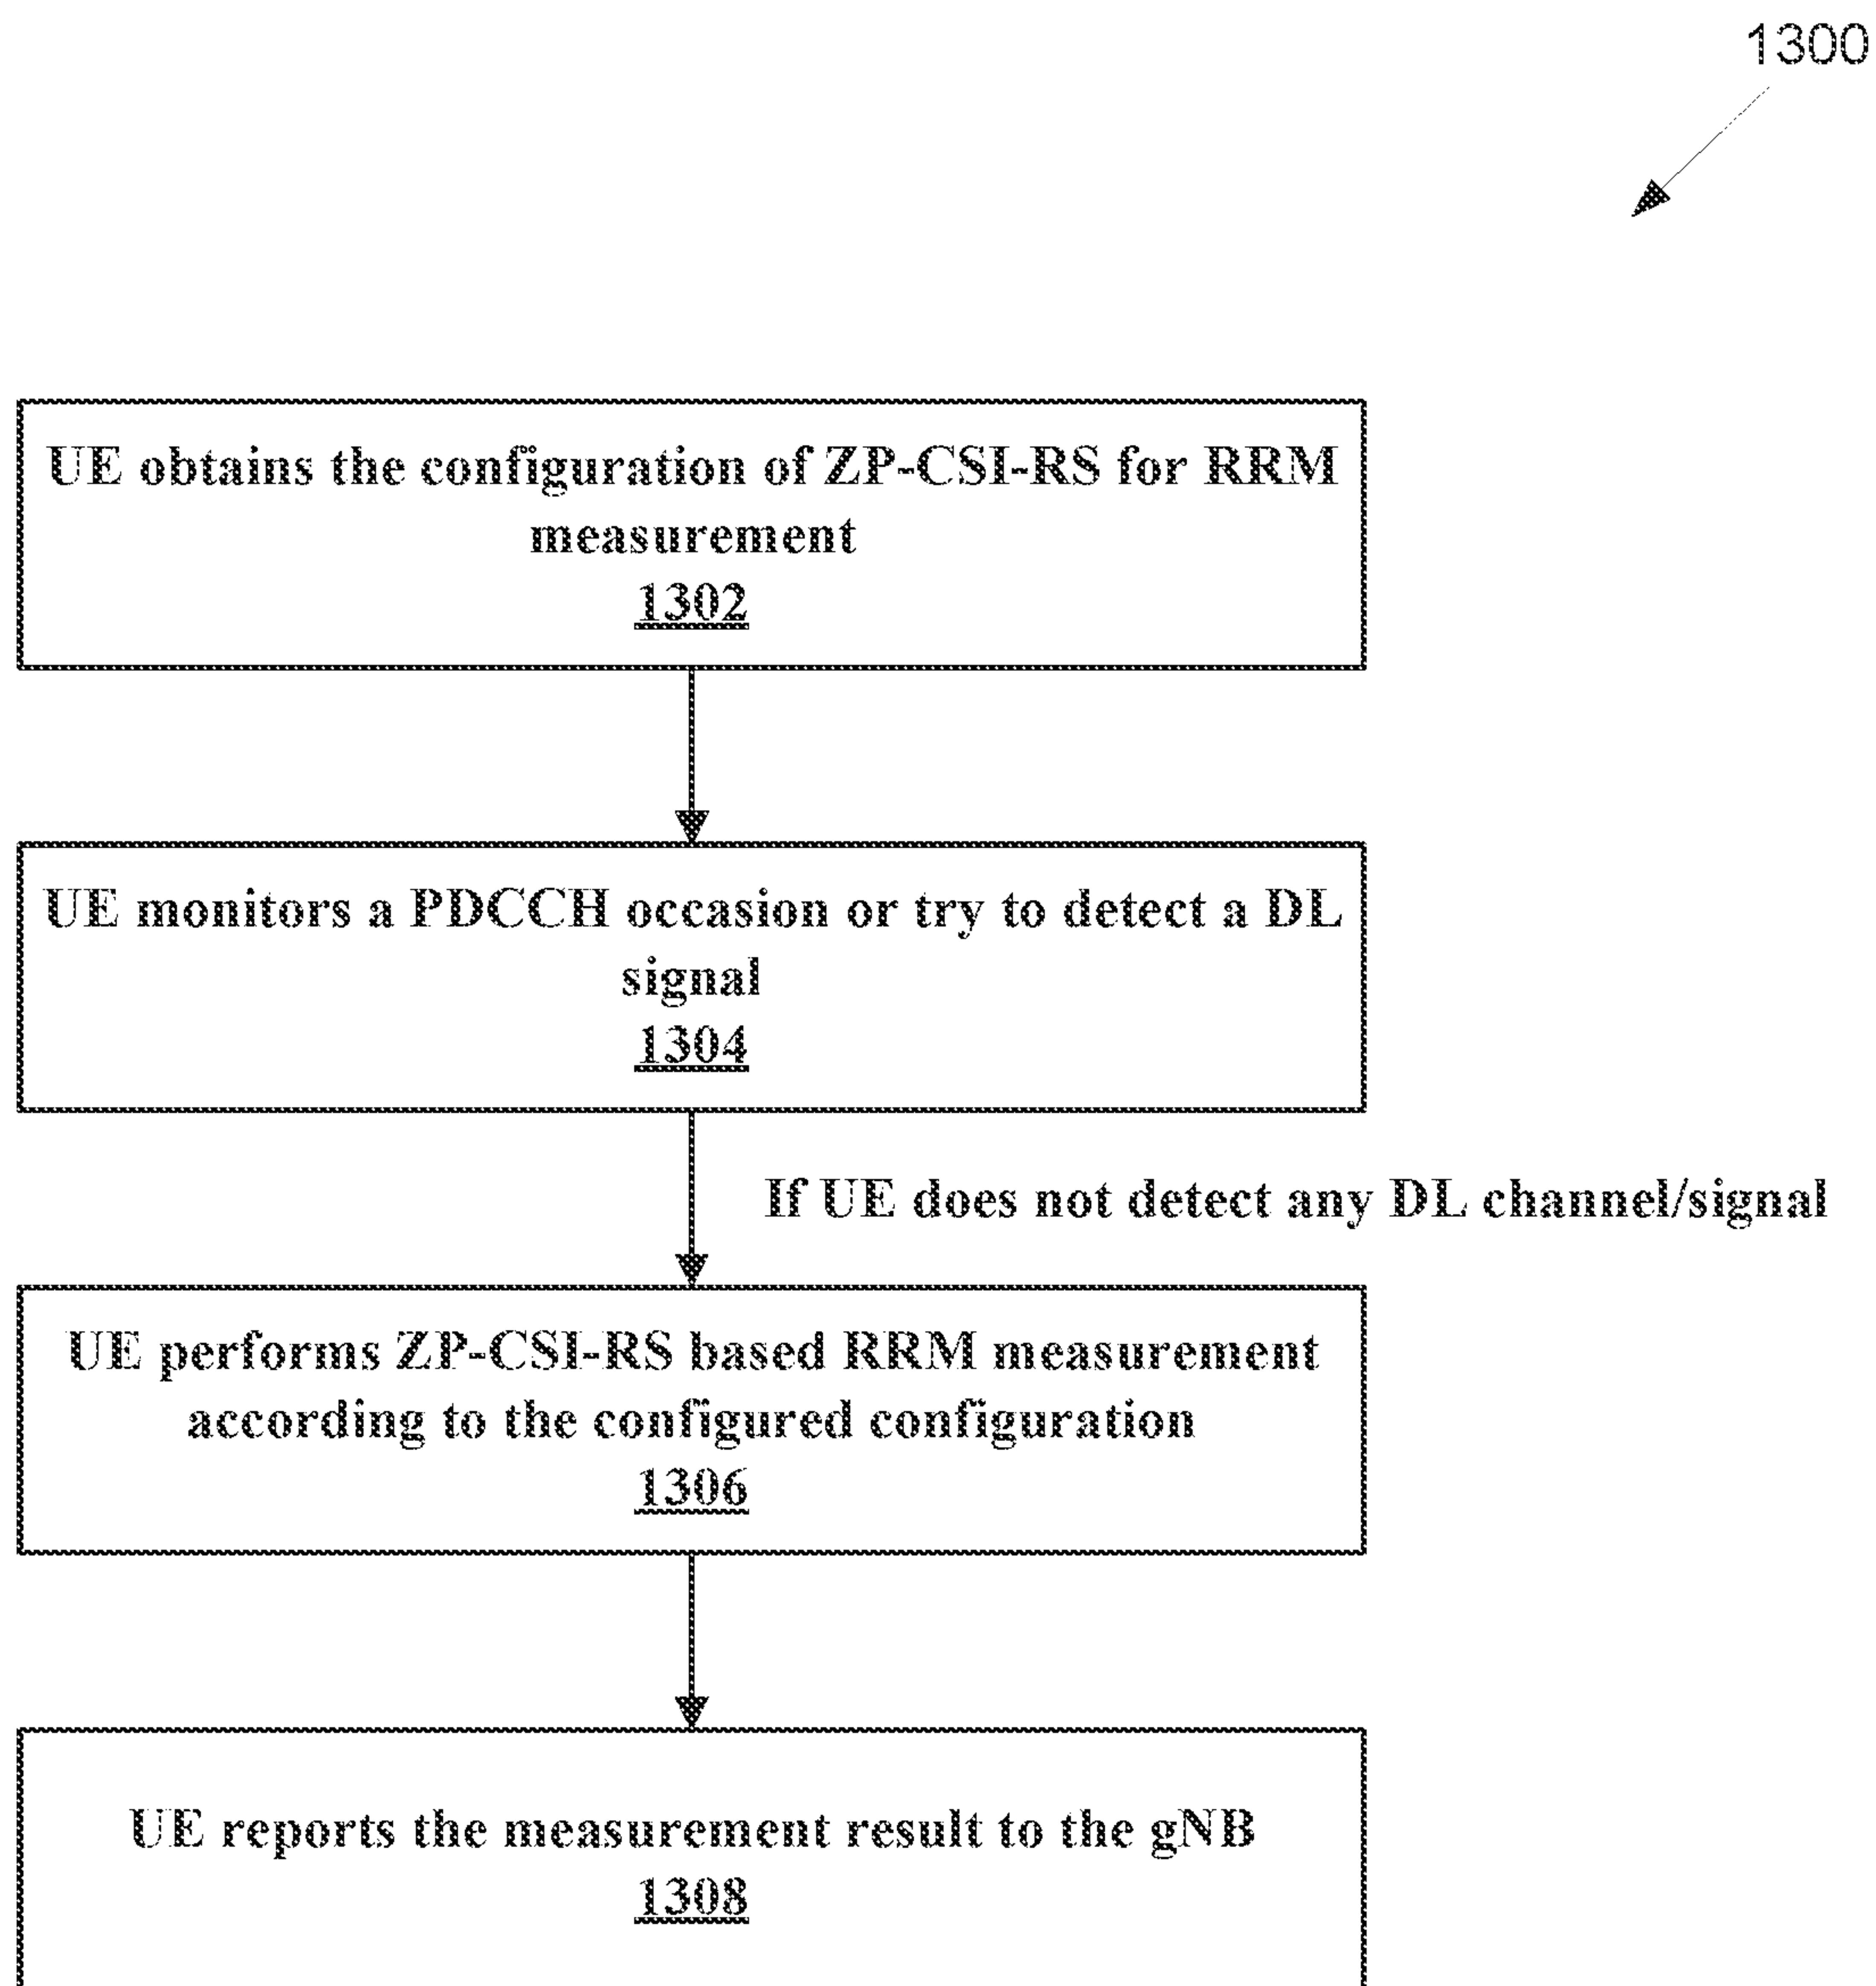 1300
UE obtains the configuration of ZP-CSI-RS for RRM
measurement
1302
UE monitors a PDCCH occasion or try to detect a DL
signal
1304
If UE does not detect any DL channel/signal
UE performs ZP-CSI-RS based RRM measurement
according to the configured configuration
1306
UE reports the measurement result to the gNB
1308